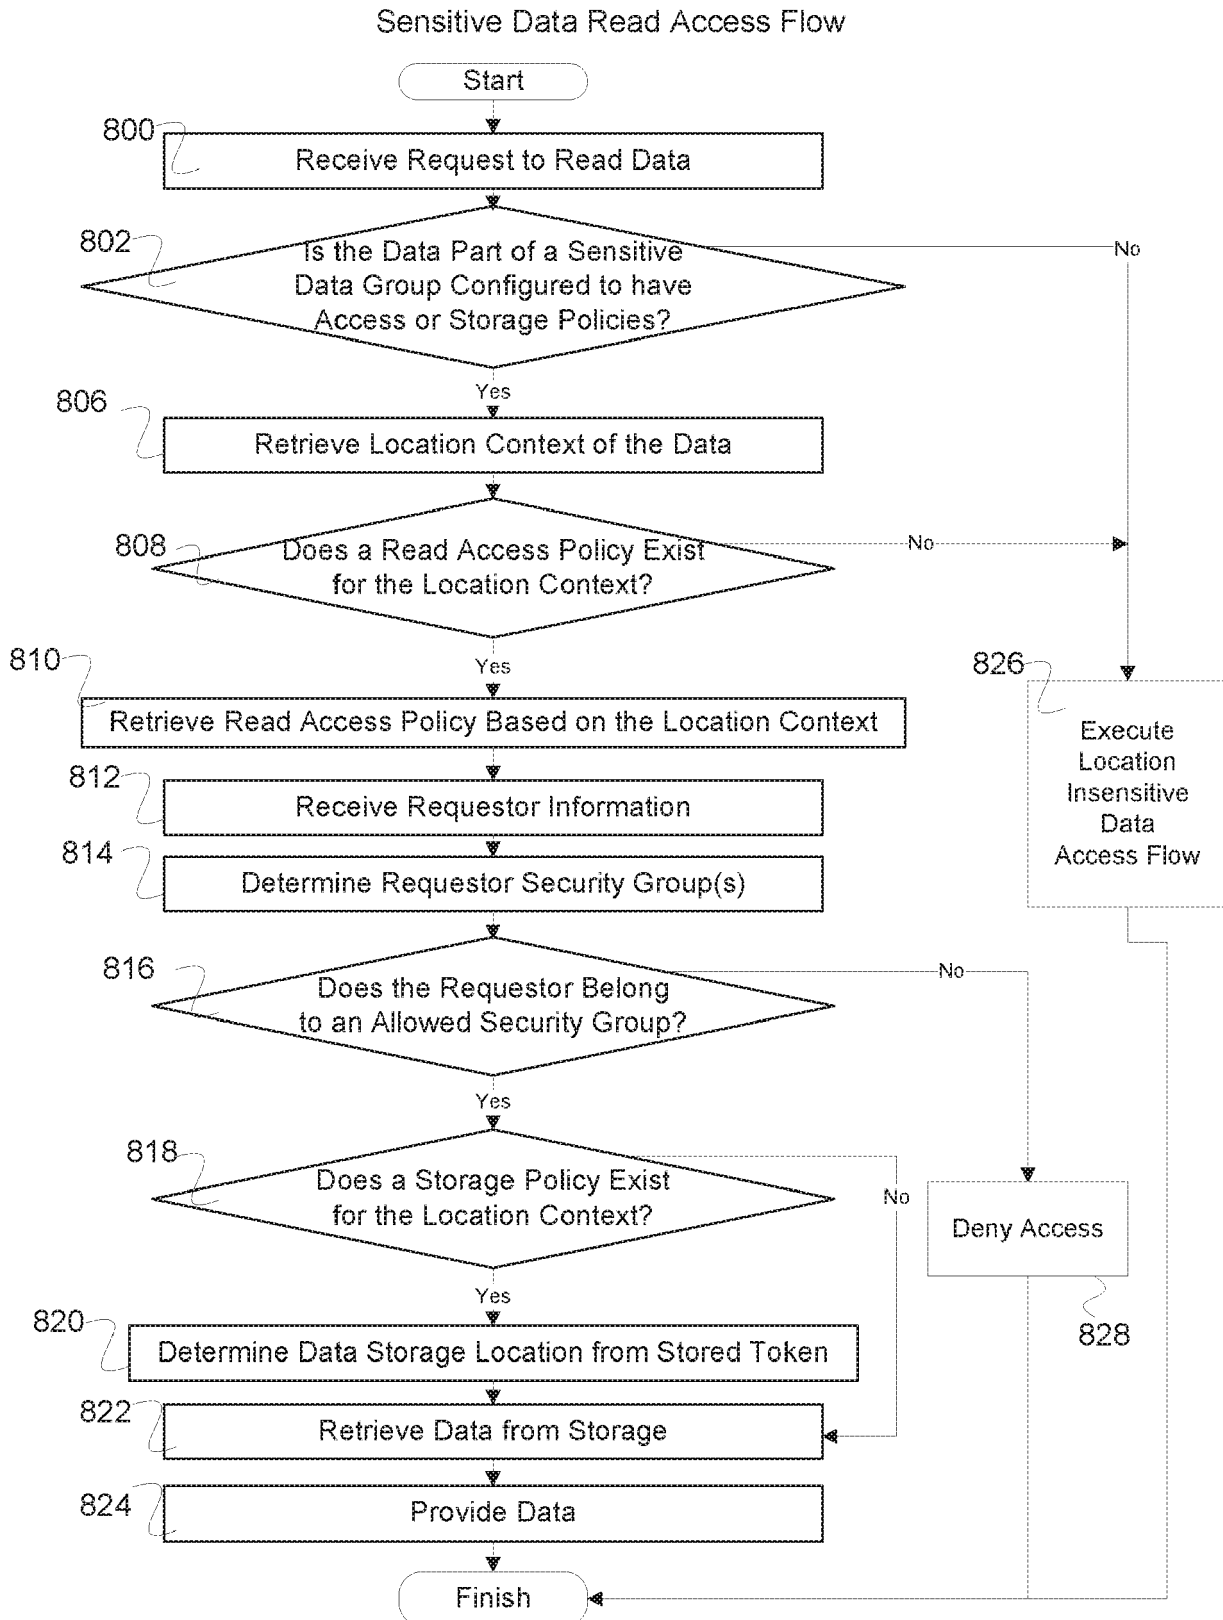 Sensitive Data Read Access Flow
Start
800
Receive Request to Read Data
802
Is the Data Part of a Sensitive
Data Group Configured to have
Access or Storage Policies?
No
Yes
806
Retrieve Location Context of the Data
808
Does a Read Access Policy Exist
for the Location Context?
No
Yes
810
Retrieve Read Access Policy Based on the Location Context
826
Execute
Location
Insensitive
Data
Access Flow
812
Receive Requestor Information
814
Determine Requestor Security Group(s)
816
Does the Requestor Belong
to an Allowed Security Group?
No
Yes
818
Does a Storage Policy Exist
for the Location Context?
No
Deny Access
828
Yes
820
Determine Data Storage Location from Stored Token
822
Retrieve Data from Storage
824
Provide Data
Finish